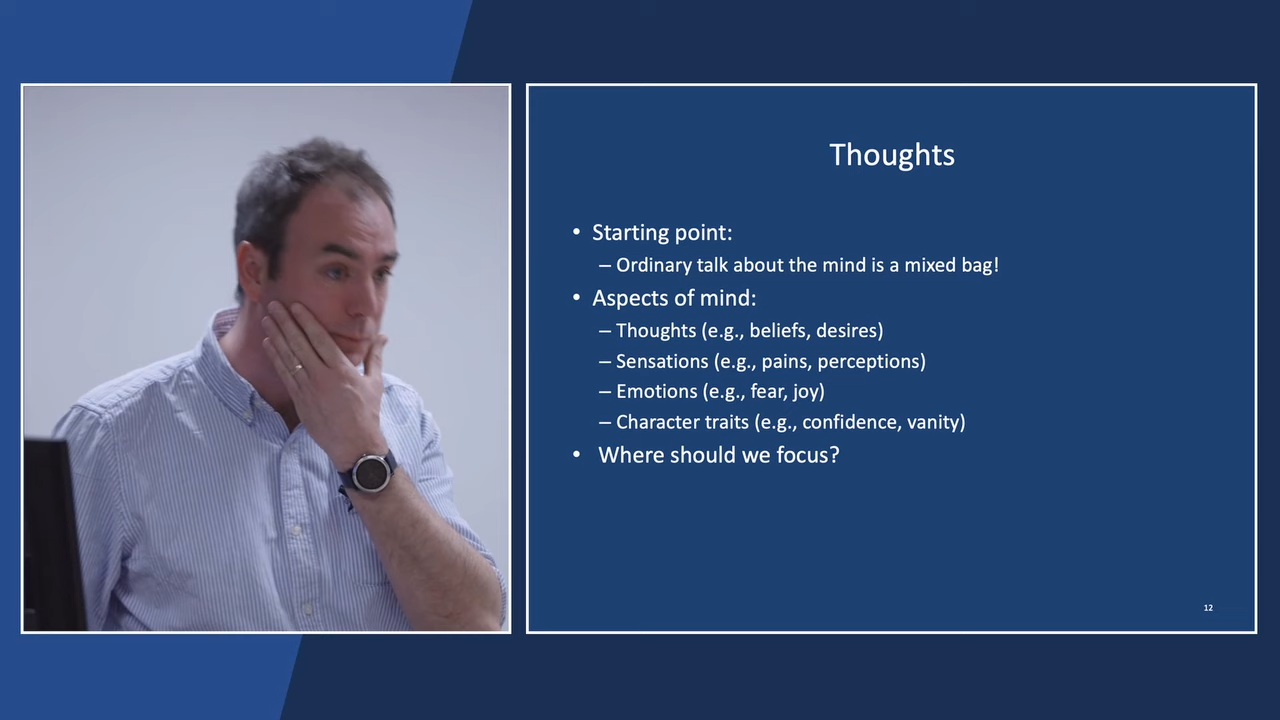 Thoughts
• Starting point:
– Ordinary talk about the mind is a mixed bag!
• Aspects of mind:
– Thoughts (e.g., beliefs, desires)
– Sensations (e.g., pains, perceptions)
– Emotions (e.g., fear, joy)
– Character traits (e.g., confidence, vanity)
• Where should we focus?
12